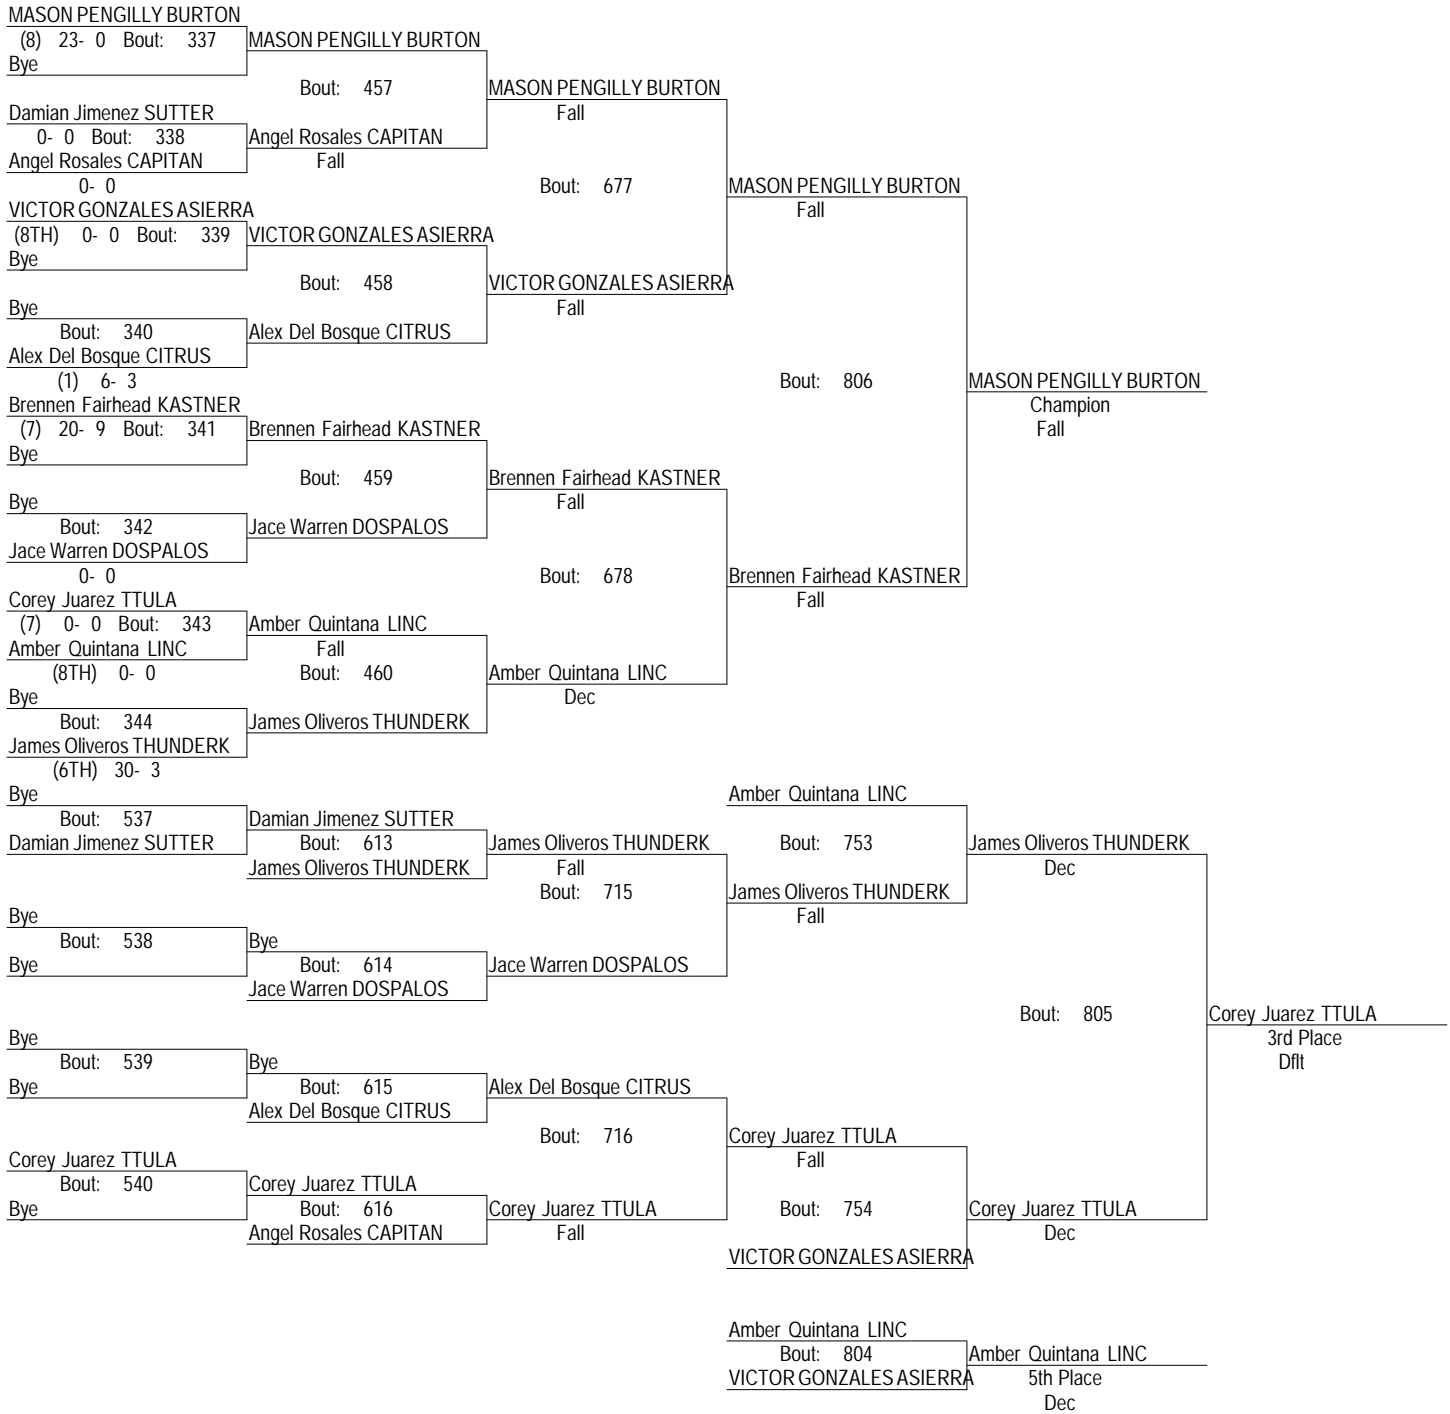 MASON PENGILLY BURTON
(8) 23- 0 Bout: 337 MASON PENGILLY BURTON
Bye
Bout: 457 MASON PENGILLY BURTON
Damian Jimenez SUTTER Fall
0- 0 Bout: 338 Angel Rosales CAPITAN
Angel Rosales CAPITAN Fall
0- 0 Bout: 677 MASON PENGILLY BURTON
VICTOR GONZALES ASIERRA Fall
(8TH) 0- 0 Bout: 339 VICTOR GONZALES ASIERRA
Bye
Bout: 458 VICTOR GONZALES ASIERRA
Bye Fall
Bout: 340 Alex Del Bosque CITRUS
Alex Del Bosque CITRUS
(1) 6- 3 Bout: 806 MASON PENGILLY BURTON
Brennen Fairhead KASTNER Champion
(7) 20- 9 Bout: 341 Brennen Fairhead KASTNER Fall
Bye
Bout: 459 Brennen Fairhead KASTNER
Bye Fall
Bout: 342 Jace Warren DOSPALOS
Jace Warren DOSPALOS
0- 0 Bout: 678 Brennen Fairhead KASTNER
Corey Juarez TTULA Fall
(7) 0- 0 Bout: 343 Amber Quintana LINC
Amber Quintana LINC Fall
(8TH) 0- 0 Bout: 460 Amber Quintana LINC
Bye Dec
Bout: 344 James Oliveros THUNDERK
James Oliveros THUNDERK
(6TH) 30- 3
Bye Amber Quintana LINC
Bout: 537 Damian Jimenez SUTTER
Damian Jimenez SUTTER Bout: 613 James Oliveros THUNDERK Bout: 753 James Oliveros THUNDERK
James Oliveros THUNDERK Fall Dec
Bout: 715 James Oliveros THUNDERK
Bye Fall
Bout: 538 Bye
Bye Bout: 614 Jace Warren DOSPALOS
Jace Warren DOSPALOS
Bout: 805 Corey Juarez TTULA
Bye 3rd Place
Bout: 539 Bye Dflt
Bye Bout: 615 Alex Del Bosque CITRUS
Alex Del Bosque CITRUS
Bout: 716 Corey Juarez TTULA
Corey Juarez TTULA Fall
Bout: 540 Corey Juarez TTULA
Bye Bout: 616 Corey Juarez TTULA Bout: 754 Corey Juarez TTULA
Angel Rosales CAPITAN Fall Dec
VICTOR GONZALES ASIERRA
Amber Quintana LINC
Bout: 804 Amber Quintana LINC
VICTOR GONZALES ASIERRA 5th Place
Dec